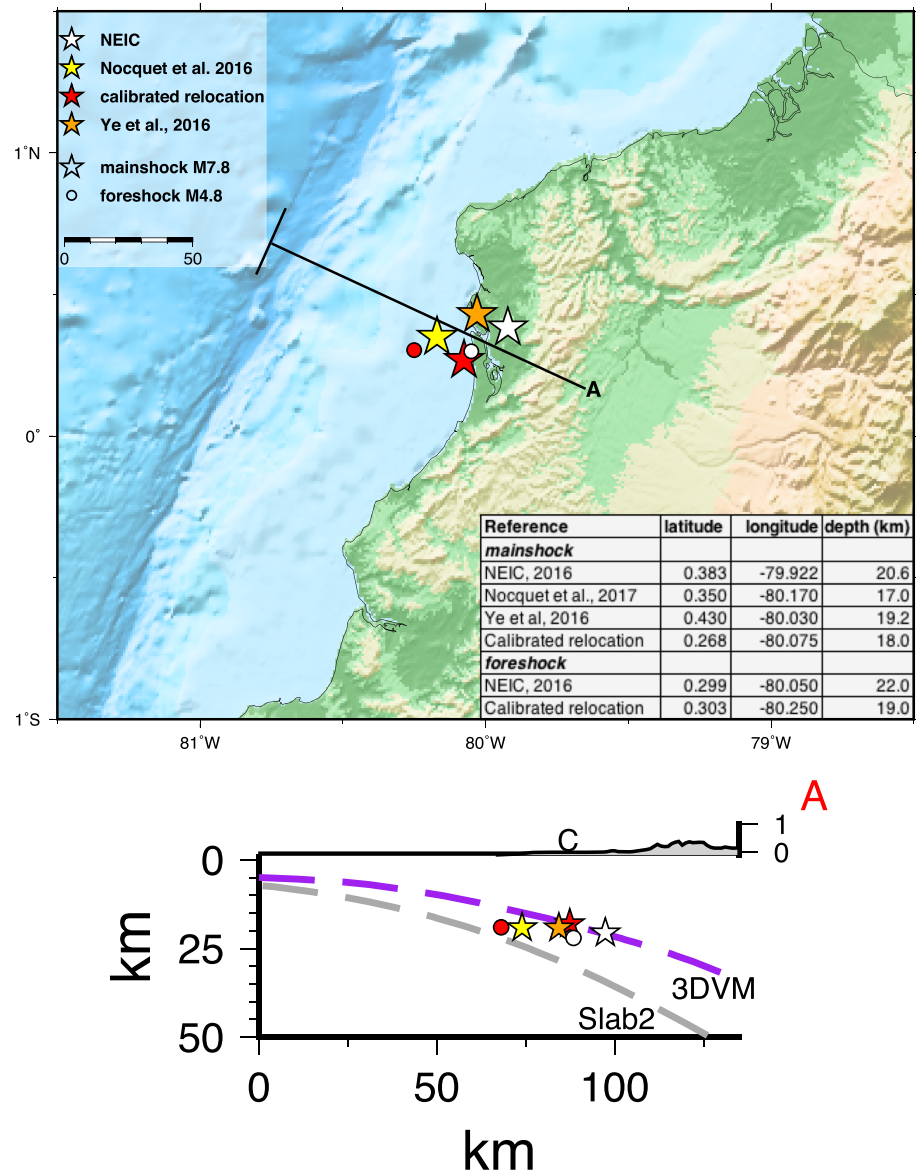 NEIC
Nocquet et al. 2016
calibrated relocation
Ye et al., 2016
mainshock M7.8
foreshock M4.8
0 50
1˚N
0˚
1˚S
A
Reference latitude longitude depth (km)
mainshock
NEIC, 2016 0.383 -79.922 20.6
Nocquet et al., 2017 0.350 -80.170 17.0
Ye et al, 2016 0.430 -80.030 19.2
Calibrated relocation 0.268 -80.075 18.0
foreshock
NEIC, 2016 0.299 -80.050 22.0
Calibrated relocation 0.303 -80.250 19.0
81˚W 80˚W 79˚W
A
C
1
0
0
25
50
km
3DVM
Slab2
0 50 100
km